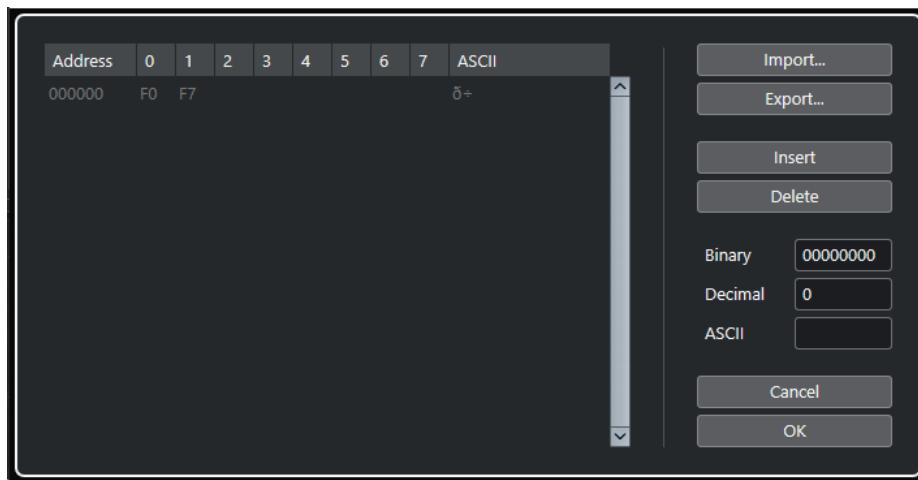 Address 0 1 2 3 4 5 6 7 ASCII
000000 F0 F7 ð÷
Import...
Export...
Insert
Delete
Binary 00000000
Decimal 0
ASCII
Cancel
OK